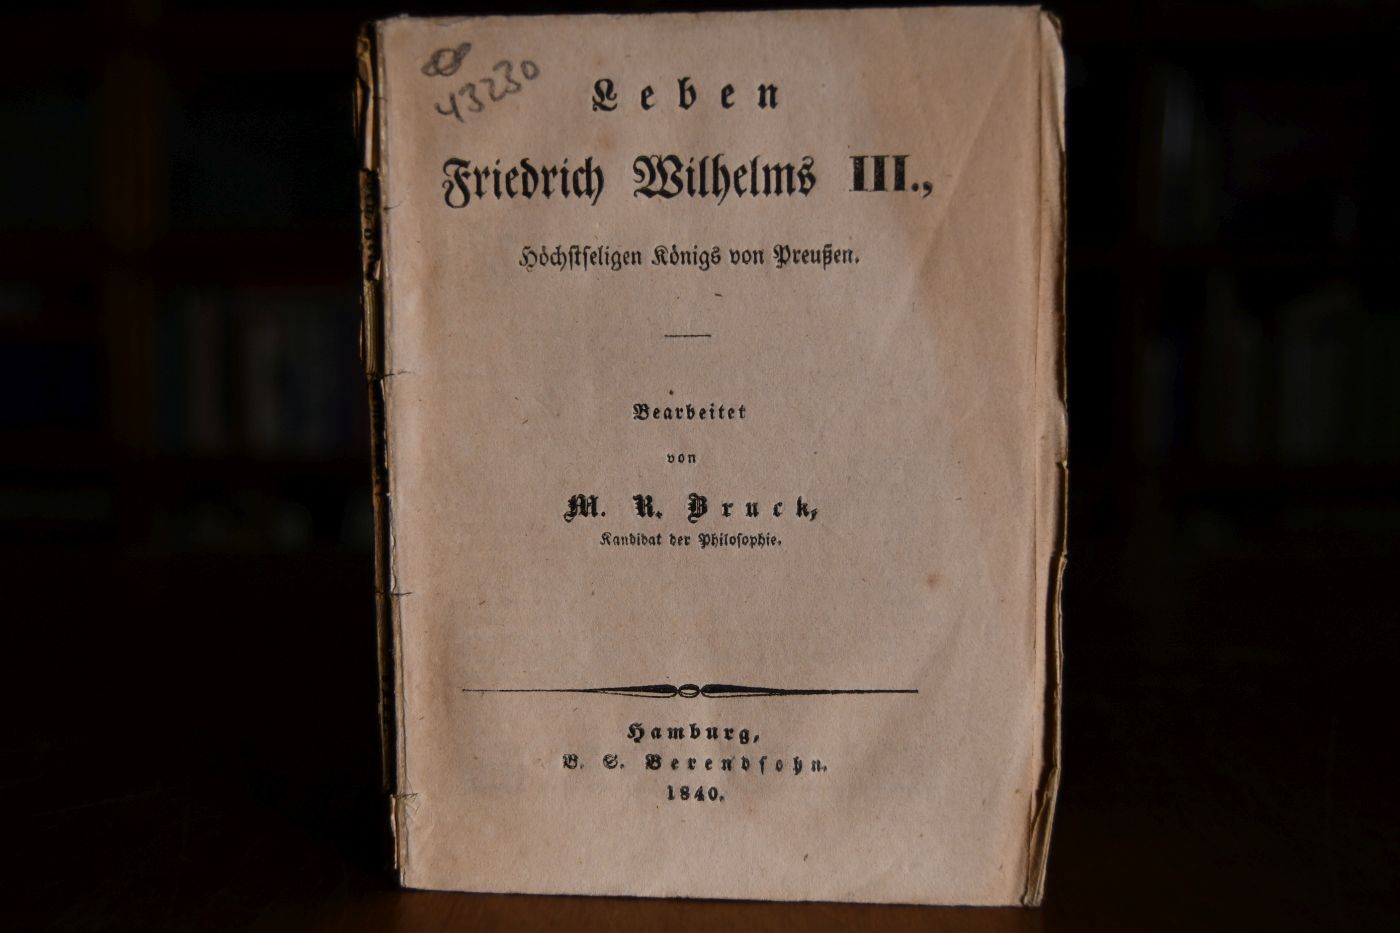 43230
Leben
Friedrich Wilhelms III.,
Höchstseligen Königs von Preußen.
Bearbeitet
von
M. R. Bruck,
Kandidat der Philosophie.
Hamburg,
B. S. Berendsohn.
1840.